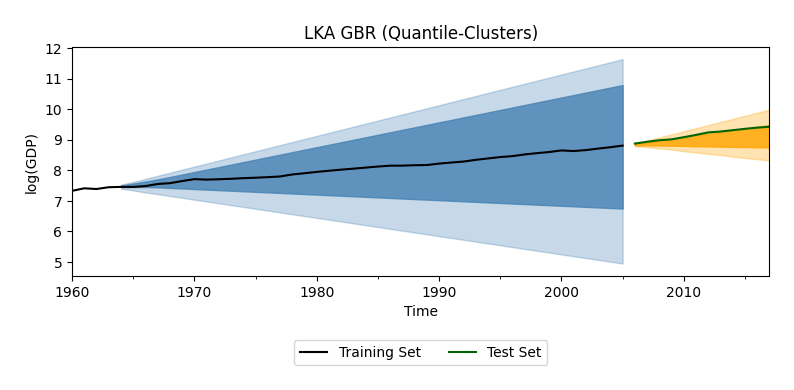 LKA GBR (Quantile-Clusters)
12
11
10
9
8
7
6
5
log(GDP)
1960 1970 1980 1990 2000 2010
Time
Training Set Test Set